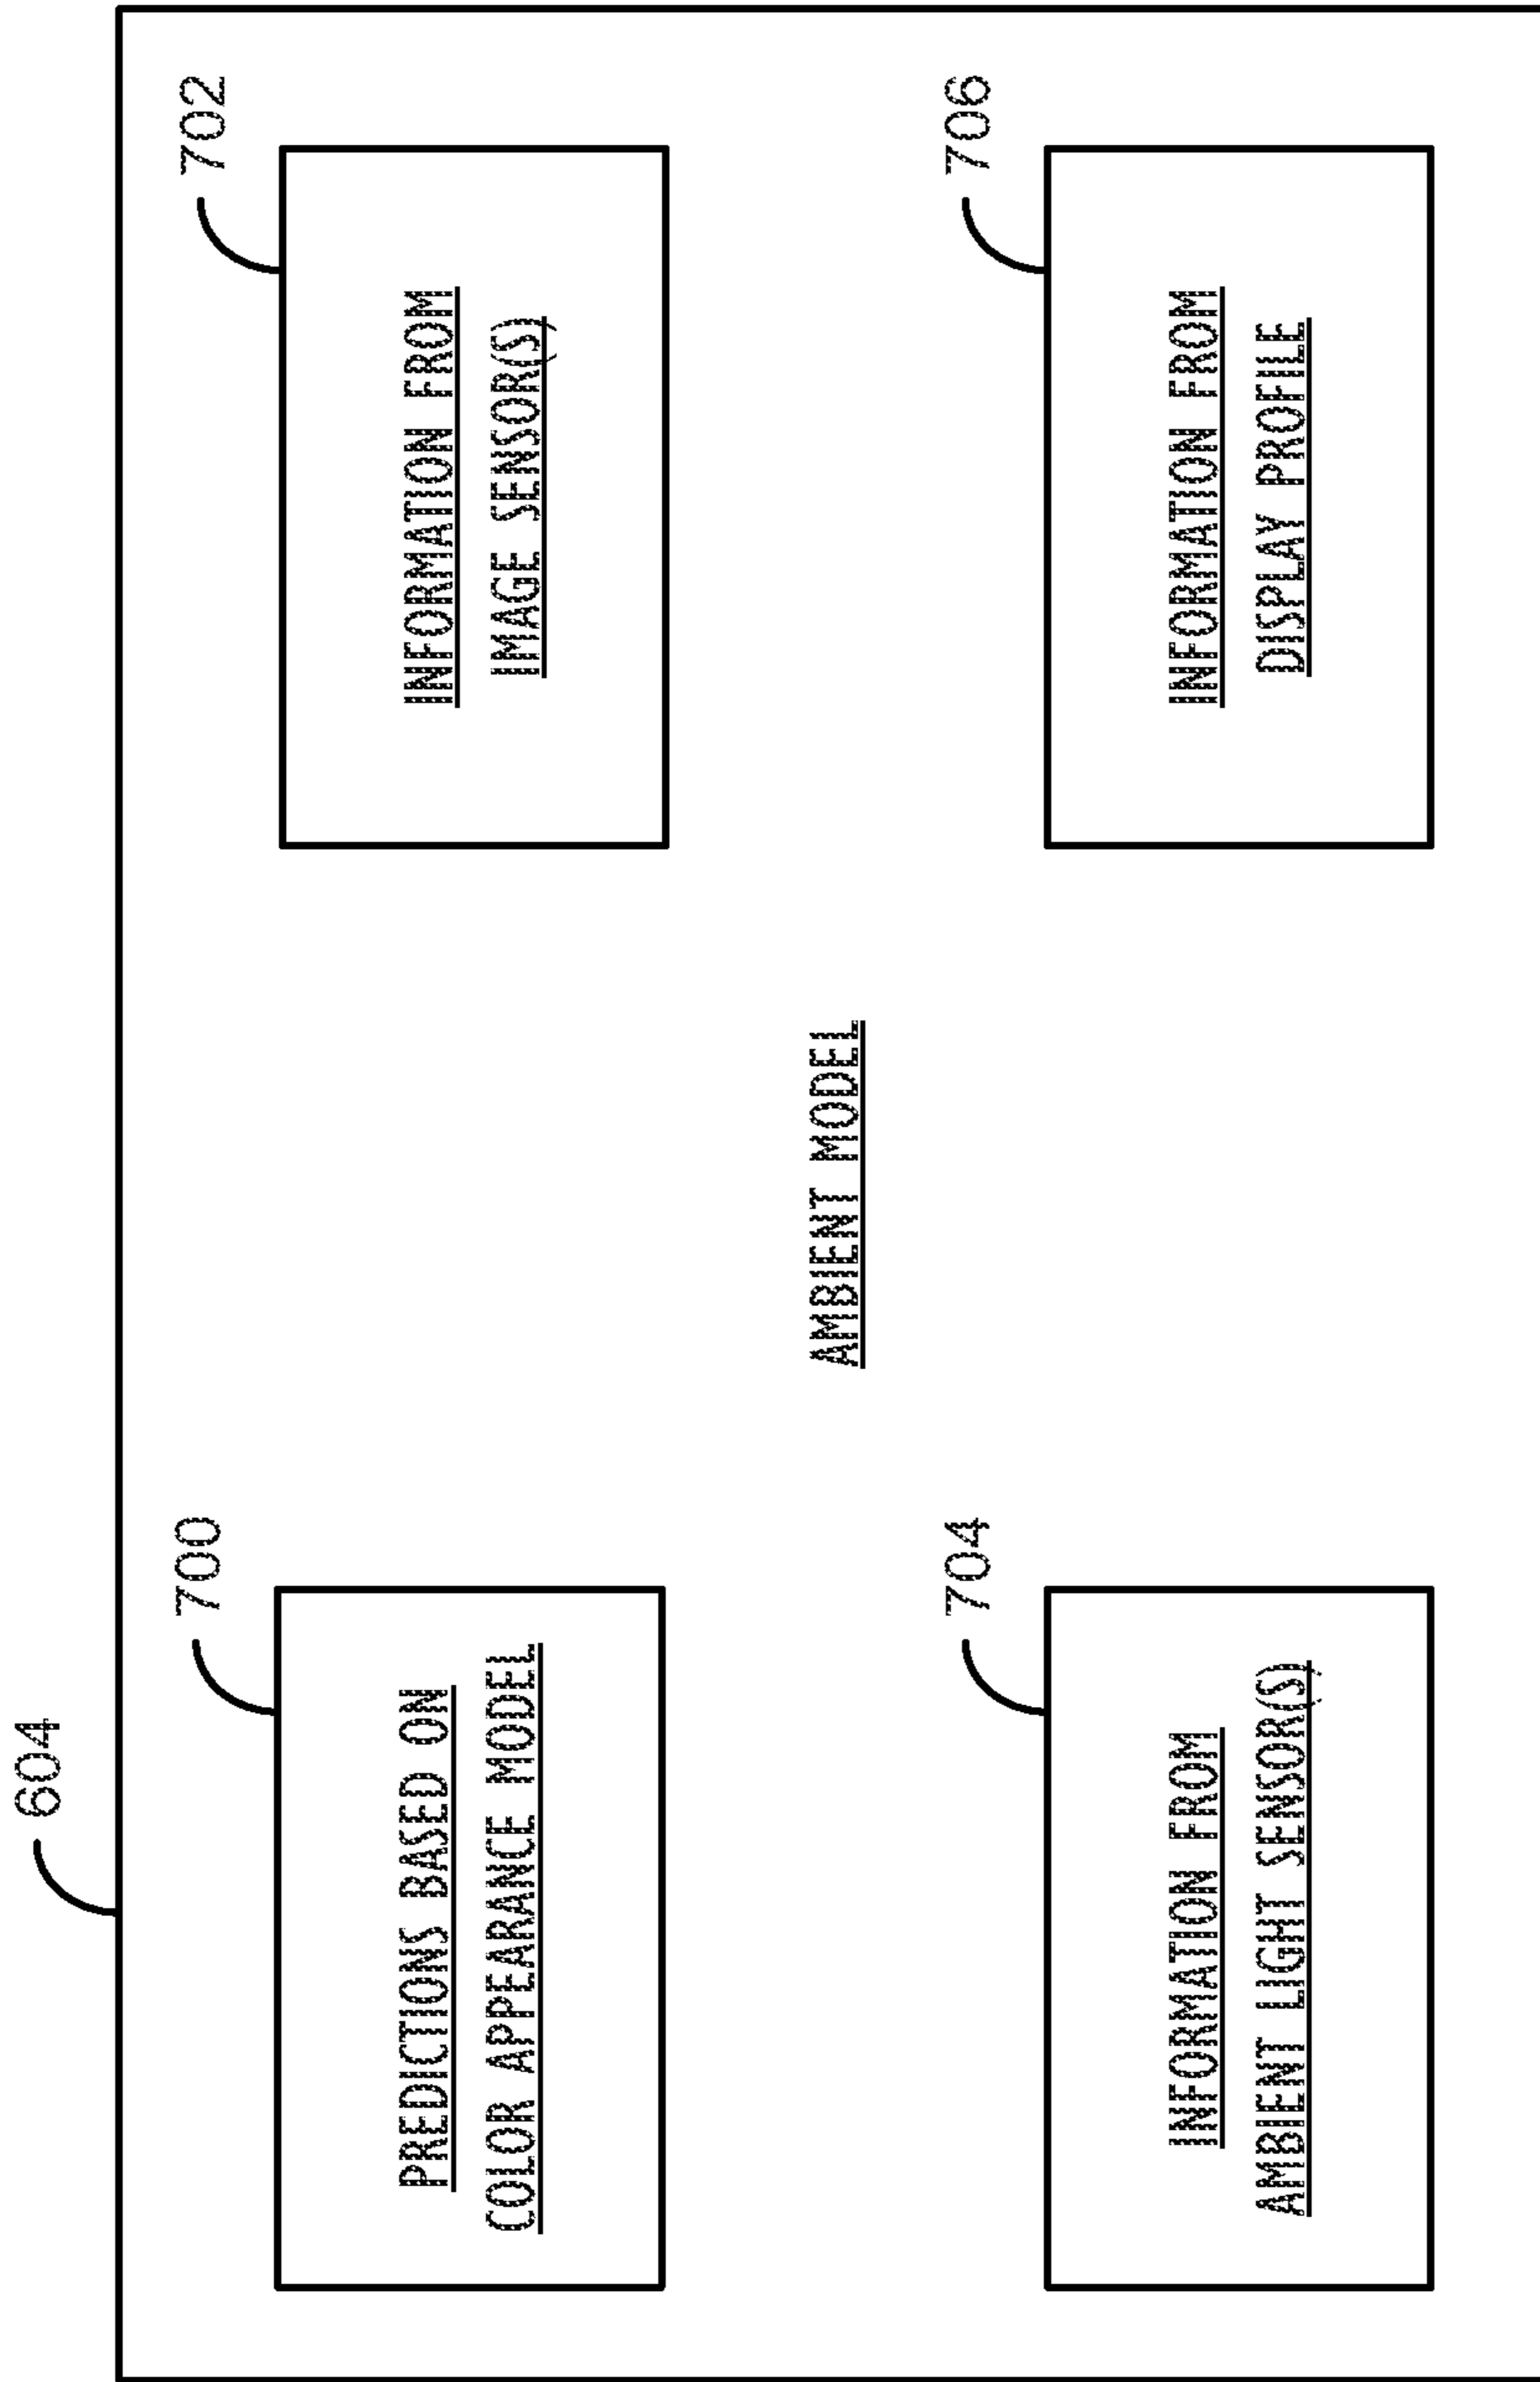 604
700
PREDICTIONS BASED ON
COLOR APPEARANCE MODEL
702
INFORMATION FROM
IMAGE SENSOR(S)
AMBIENT MODEL
704
INFORMATION FROM
AMBIENT LIGHT SENSOR(S)
706
INFORMATION FROM
DISPLAY PROFILE